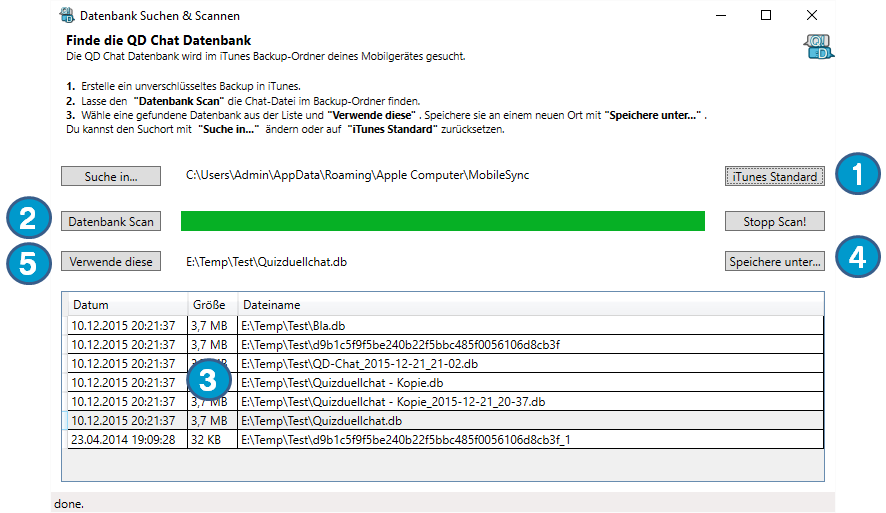 Datenbank Suchen & Scannen
Finde die QD Chat Datenbank
Die QD Chat Datenbank wird im iTunes Backup-Ordner deines Mobilgerätes gesucht.
QD
1. Erstelle ein unverschlüsseltes Backup in iTunes.
2. Lasse den "Datenbank Scan" die Chat-Datei im Backup-Ordner finden.
3. Wähle eine gefundene Datenbank aus der Liste und "Verwende diese" . Speichere sie an einem neuen Ort mit "Speichere unter..." .
Du kannst den Suchort mit "Suche in..." ändern oder auf "iTunes Standard" zurücksetzen.
Suche in... C:\Users\Admin\AppData\Roaming\Apple Computer\MobileSync iTunes Standard 1
2 Datenbank Scan Stopp Scan!
5 Verwende diese E:\Temp\Test\Quizduellchat.db Speichere unter... 4
Datum Größe Dateiname
10.12.2015 20:21:37 3,7 MB E:\Temp\Test\Bla.db
10.12.2015 20:21:37 3,7 MB E:\Temp\Test\d9b1c5f9f5be240b22f5bbc485f0056106d8cb3f
10.12.2015 20:21:37 E:\Temp\Test\QD-Chat_2015-12-21_21-02.db
10.12.2015 20:21:37 3 E:\Temp\Test\Quizduellchat - Kopie.db
10.12.2015 20:21:37 3,7 MB E:\Temp\Test\Quizduellchat - Kopie_2015-12-21_20-37.db
10.12.2015 20:21:37 3,7 MB E:\Temp\Test\Quizduellchat.db
23.04.2014 19:09:28 32 KB E:\Temp\Test\d9b1c5f9f5be240b22f5bbc485f0056106d8cb3f_1
done.